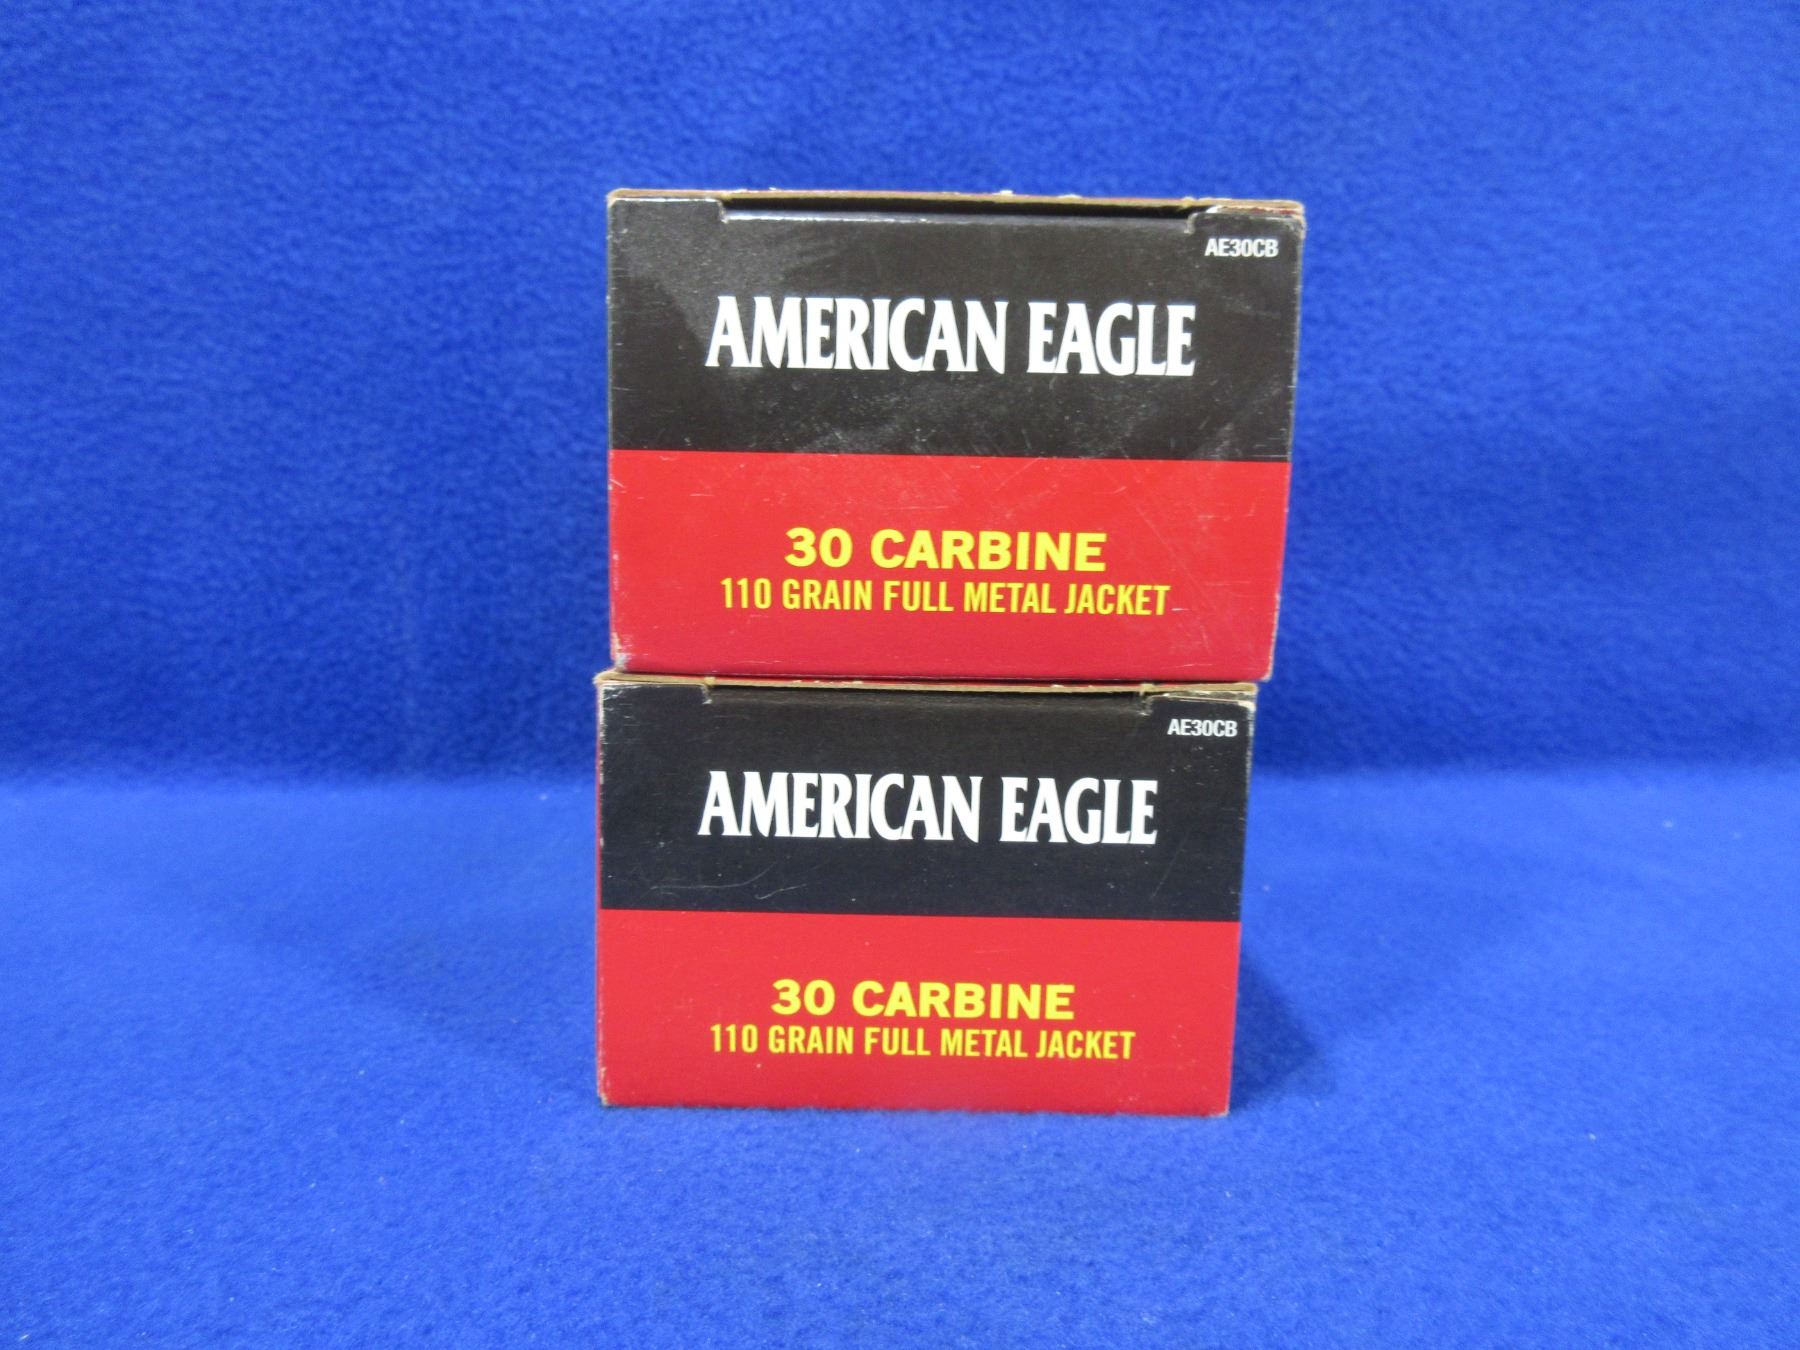 AE30CB
AMERICAN EAGLE
30 CARBINE
110 GRAIN FULL METAL JACKET
AE30CB
AMERICAN EAGLE
30 CARBINE
110 GRAIN FULL METAL JACKET